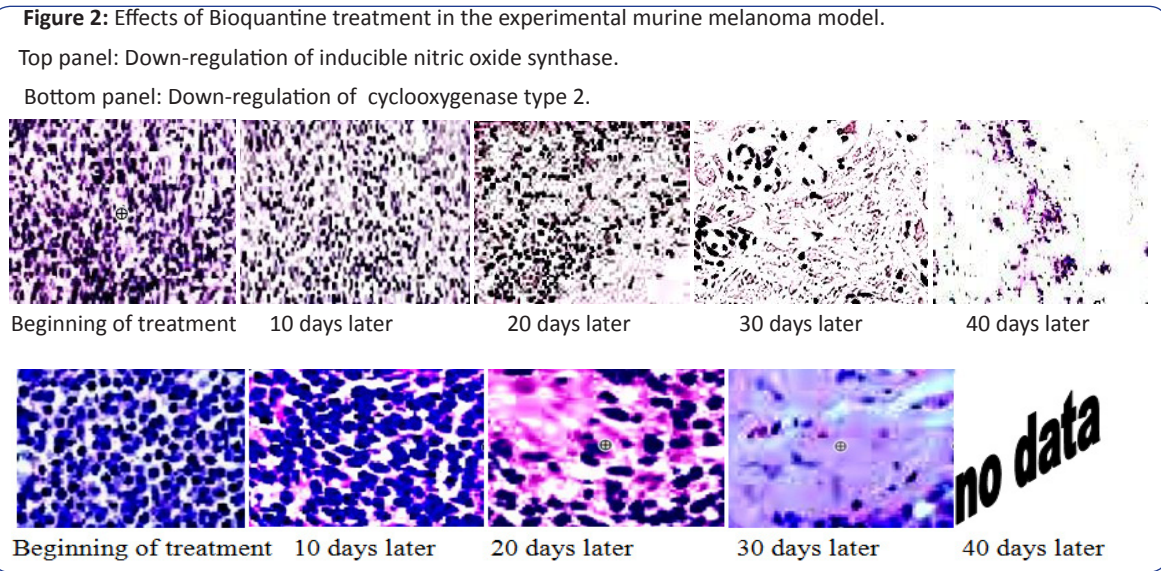 Figure 2: Effects of Bioquantine treatment in the experimental murine melanoma model.
Top panel: Down-regulation of inducible nitric oxide synthase.
Bottom panel: Down-regulation of cyclooxygenase type 2.
Beginning of treatment 10 days later 20 days later 30 days later 40 days later
no data
Beginning of treatment 10 days later 20 days later 30 days later 40 days later